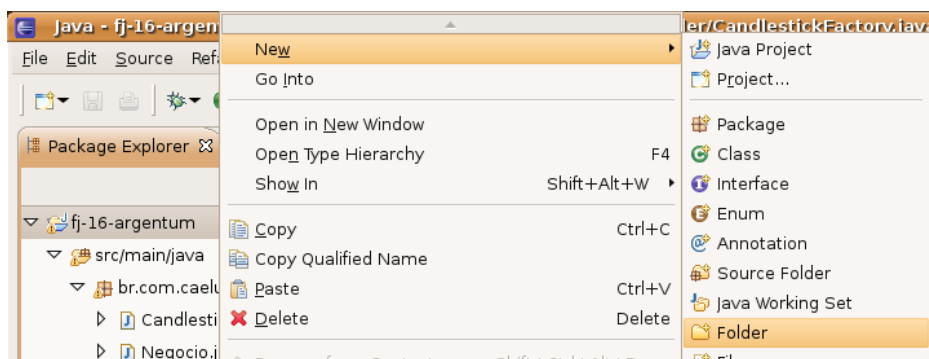 Java - fj-16-argen
er/CandlestickFactory.java
File Edit Source Ref
Package Explorer
fj-16-argentum
src/main/java
br.com.caelu
Candlesti
Negocio.j
New
Go Into
Open in New Window
Open Type Hierarchy F4
Show In Shift+Alt+W
Copy Ctrl+C
Copy Qualified Name
Paste Ctrl+V
Delete Delete
Java Project
Project...
Package
Class
Interface
Enum
Annotation
Source Folder
Java Working Set
Folder